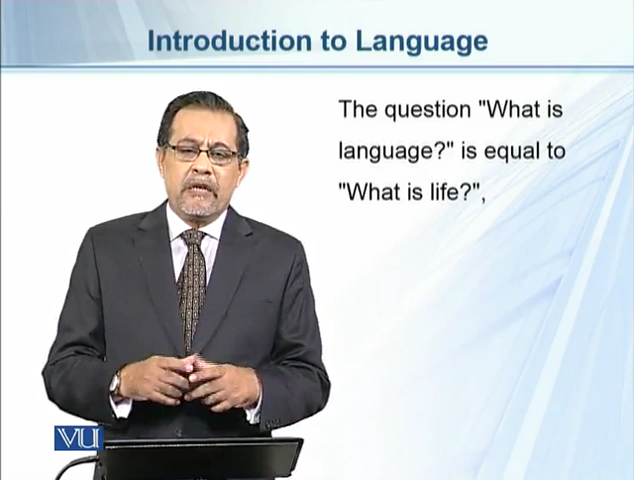 Introduction to Language
The question "What is
language?" is equal to
"What is life?",
VU